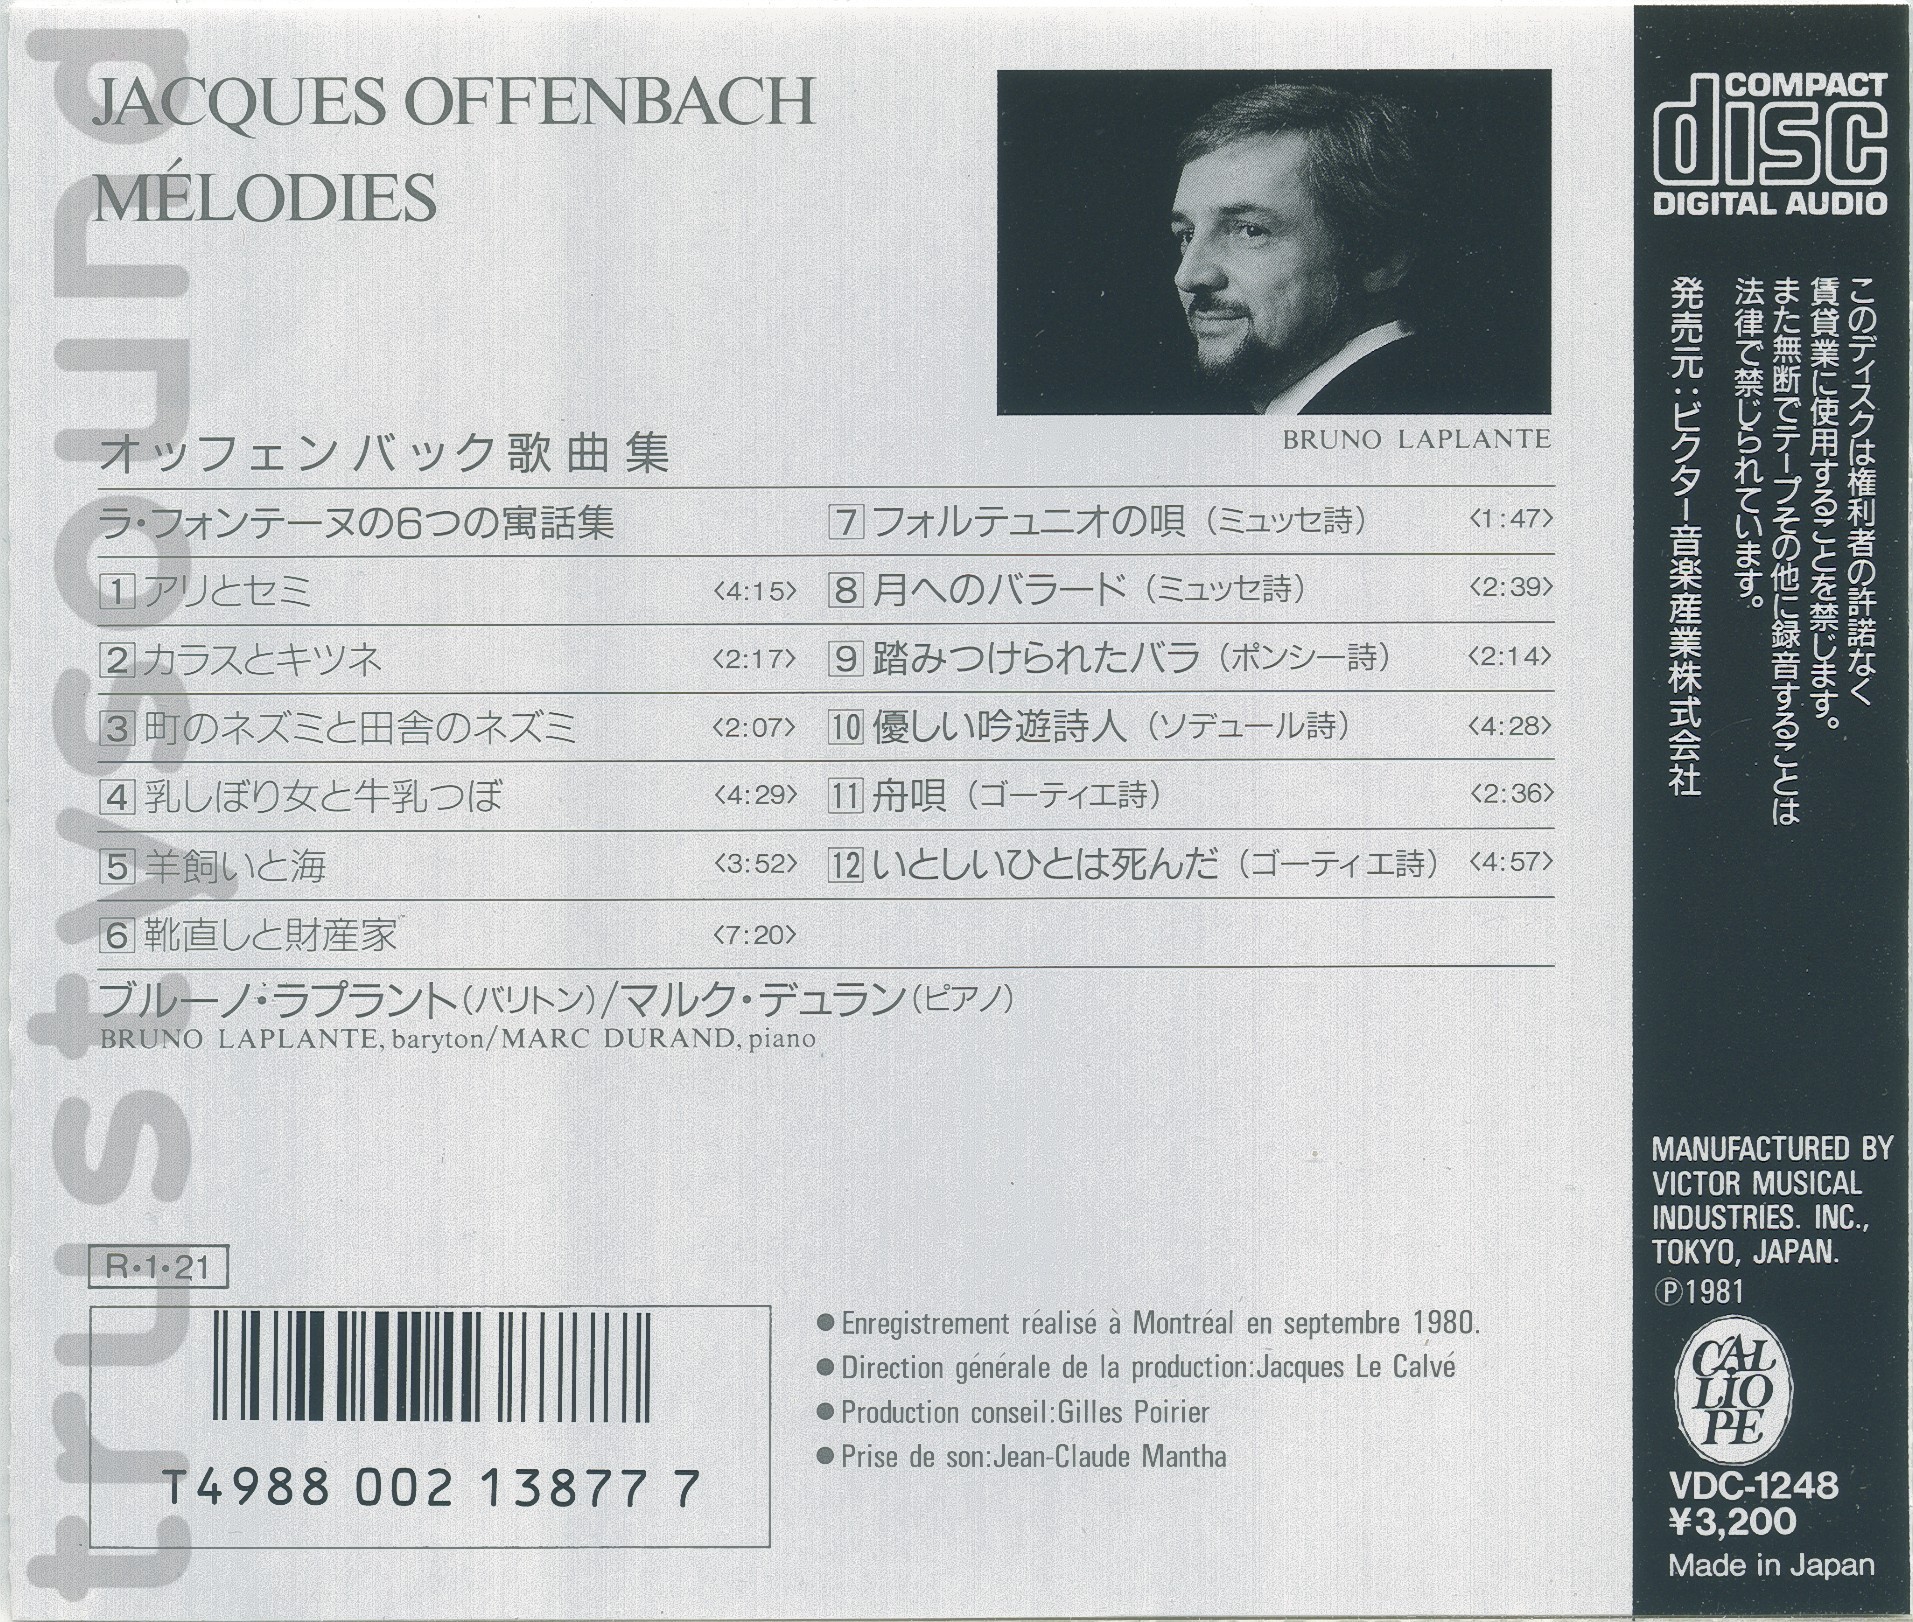 JACQUES OFFENBACH
MÉLODIES
BRUNO LAPLANTE
オッフェンバック歌曲集
ラ・フォンテーヌの6つの寓話集
1 アリとセミ 〈4:15〉
2 カラスとキツネ 〈2:17〉
3 町のネズミと田舎のネズミ 〈2:07〉
4 乳しぼり女と牛乳つぼ 〈4:29〉
5 羊飼いと海 〈3:52〉
6 靴直しと財産家 〈7:20〉
7 フォルテュニオの唄（ミュッセ詩） 〈1:47〉
8 月へのバラード（ミュッセ詩） 〈2:39〉
9 踏みつけられたバラ（ポンシー詩） 〈2:14〉
10 優しい吟遊詩人（ソデュール詩） 〈4:28〉
11 舟唄（ゴーティエ詩） 〈2:36〉
12 いとしいひとは死んだ（ゴーティエ詩） 〈4:57〉
ブルーノ・ラプラント（バリトン）/マルク・デュラン（ピアノ）
BRUNO LAPLANTE, baryton/MARC DURAND, piano
R・1・21
T4988 002 13877 7
●Enregistrement réalisé à Montréal en septembre 1980.
●Direction générale de la production:Jacques Le Calvé
●Production conseil:Gilles Poirier
●Prise de son:Jean-Claude Mantha
COMPACT
disc
DIGITAL AUDIO
このディスクは権利者の許諾なく
賃貸業に使用することを禁じます。
また無断でテープその他に録音することは
法律で禁じられています。
発売元:ビクター音楽産業株式会社
MANUFACTURED BY
VICTOR MUSICAL
INDUSTRIES. INC.,
TOKYO, JAPAN.
Ⓟ1981
CAL
LIO
PE
VDC-1248
¥3,200
Made in Japan
trustysound